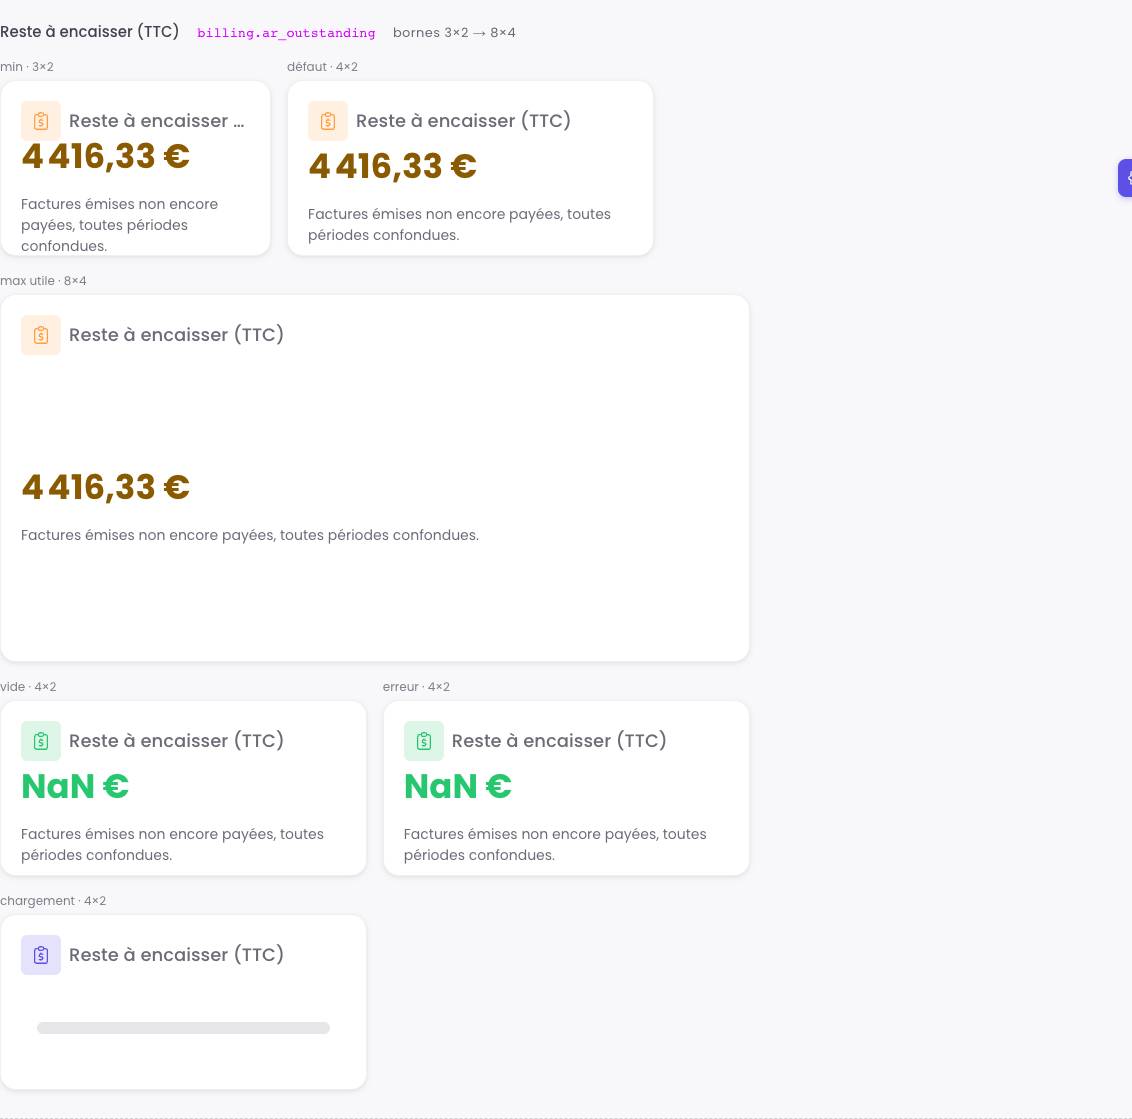 Reste à encaisser (TTC) billing.ar_outstanding bornes 3×2 → 8×4
min · 3×2
défaut · 4×2
Reste à encaisser ...
4 416,33 €
Factures émises non encore
payées, toutes périodes
confondues.
Reste à encaisser (TTC)
4 416,33 €
Factures émises non encore payées, toutes
périodes confondues.
max utile · 8×4
Reste à encaisser (TTC)
4 416,33 €
Factures émises non encore payées, toutes périodes confondues.
vide · 4×2
erreur · 4×2
Reste à encaisser (TTC)
NaN €
Factures émises non encore payées, toutes
périodes confondues.
Reste à encaisser (TTC)
NaN €
Factures émises non encore payées, toutes
périodes confondues.
chargement · 4×2
Reste à encaisser (TTC)